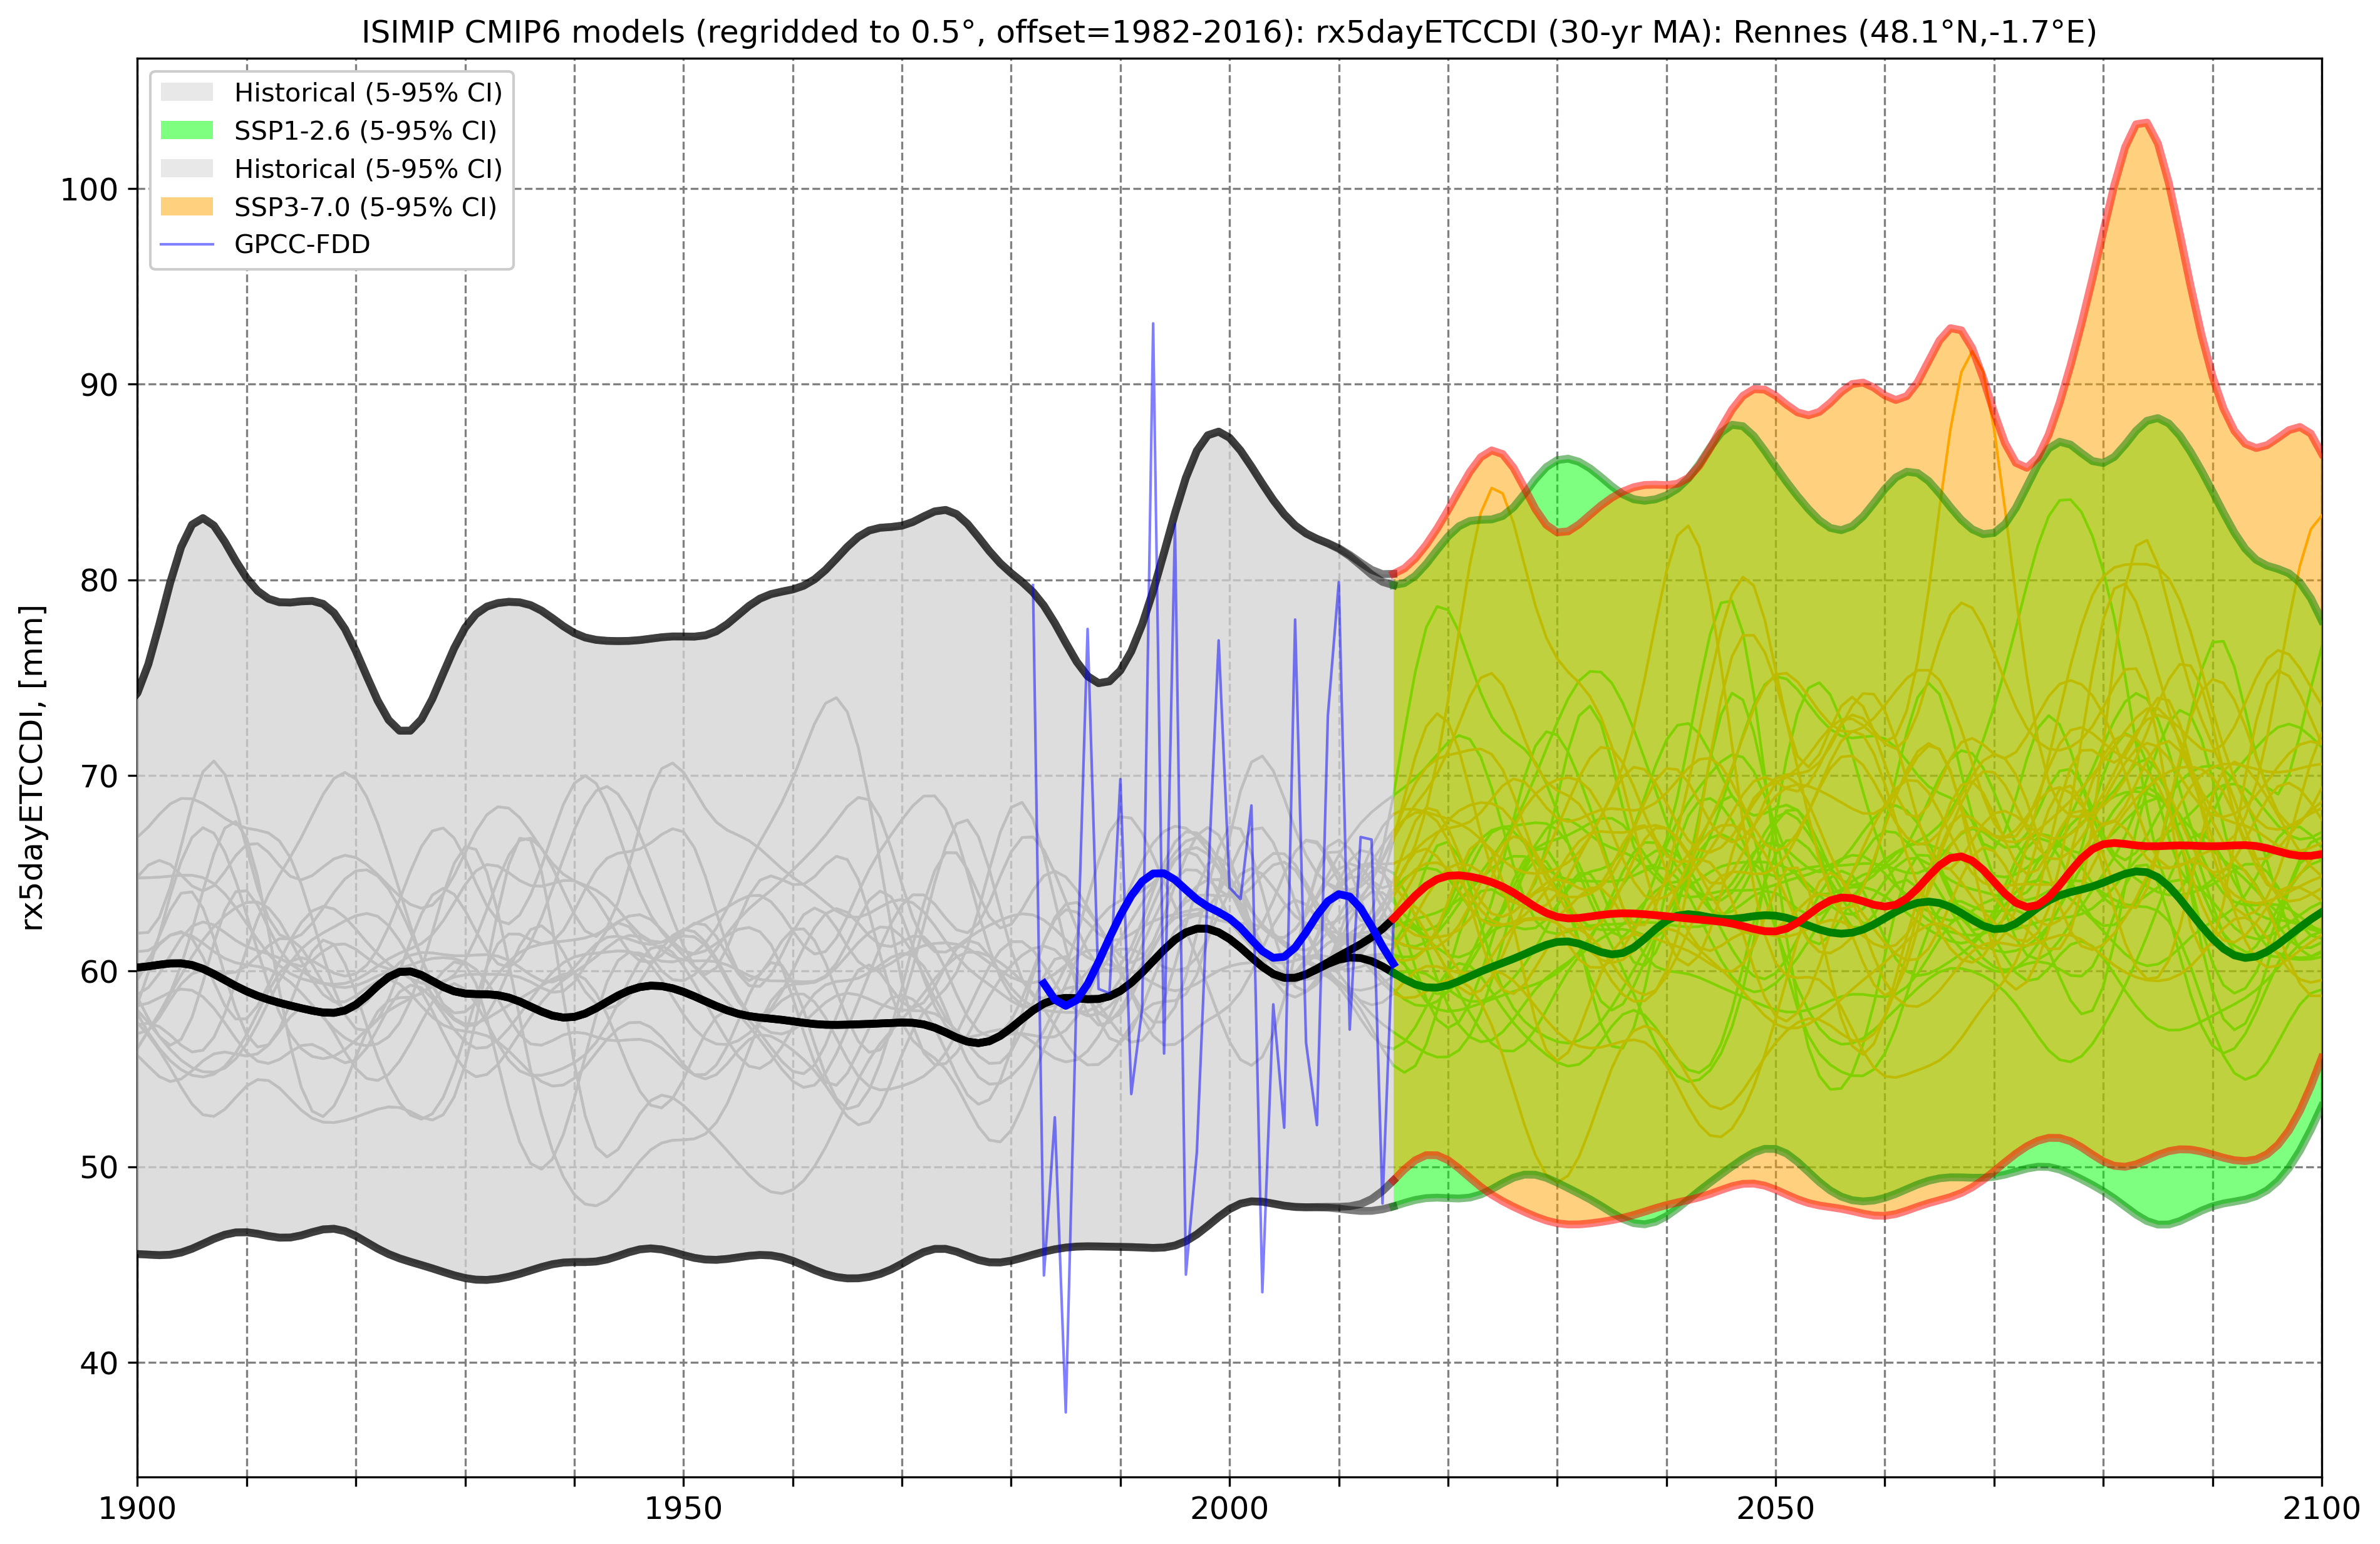 ISIMIP CMIP6 models (regridded to 0.5°, offset=1982-2016): rx5dayETCCDI (30-yr MA): Rennes (48.1°N,-1.7°E)
Historical (5-95% CI)
SSP1-2.6 (5-95% CI)
Historical (5-95% CI)
SSP3-7.0 (5-95% CI)
GPCC-FDD
rx5dayETCCDI, [mm]
100
90
80
70
60
50
40
1900 1950 2000 2050 2100